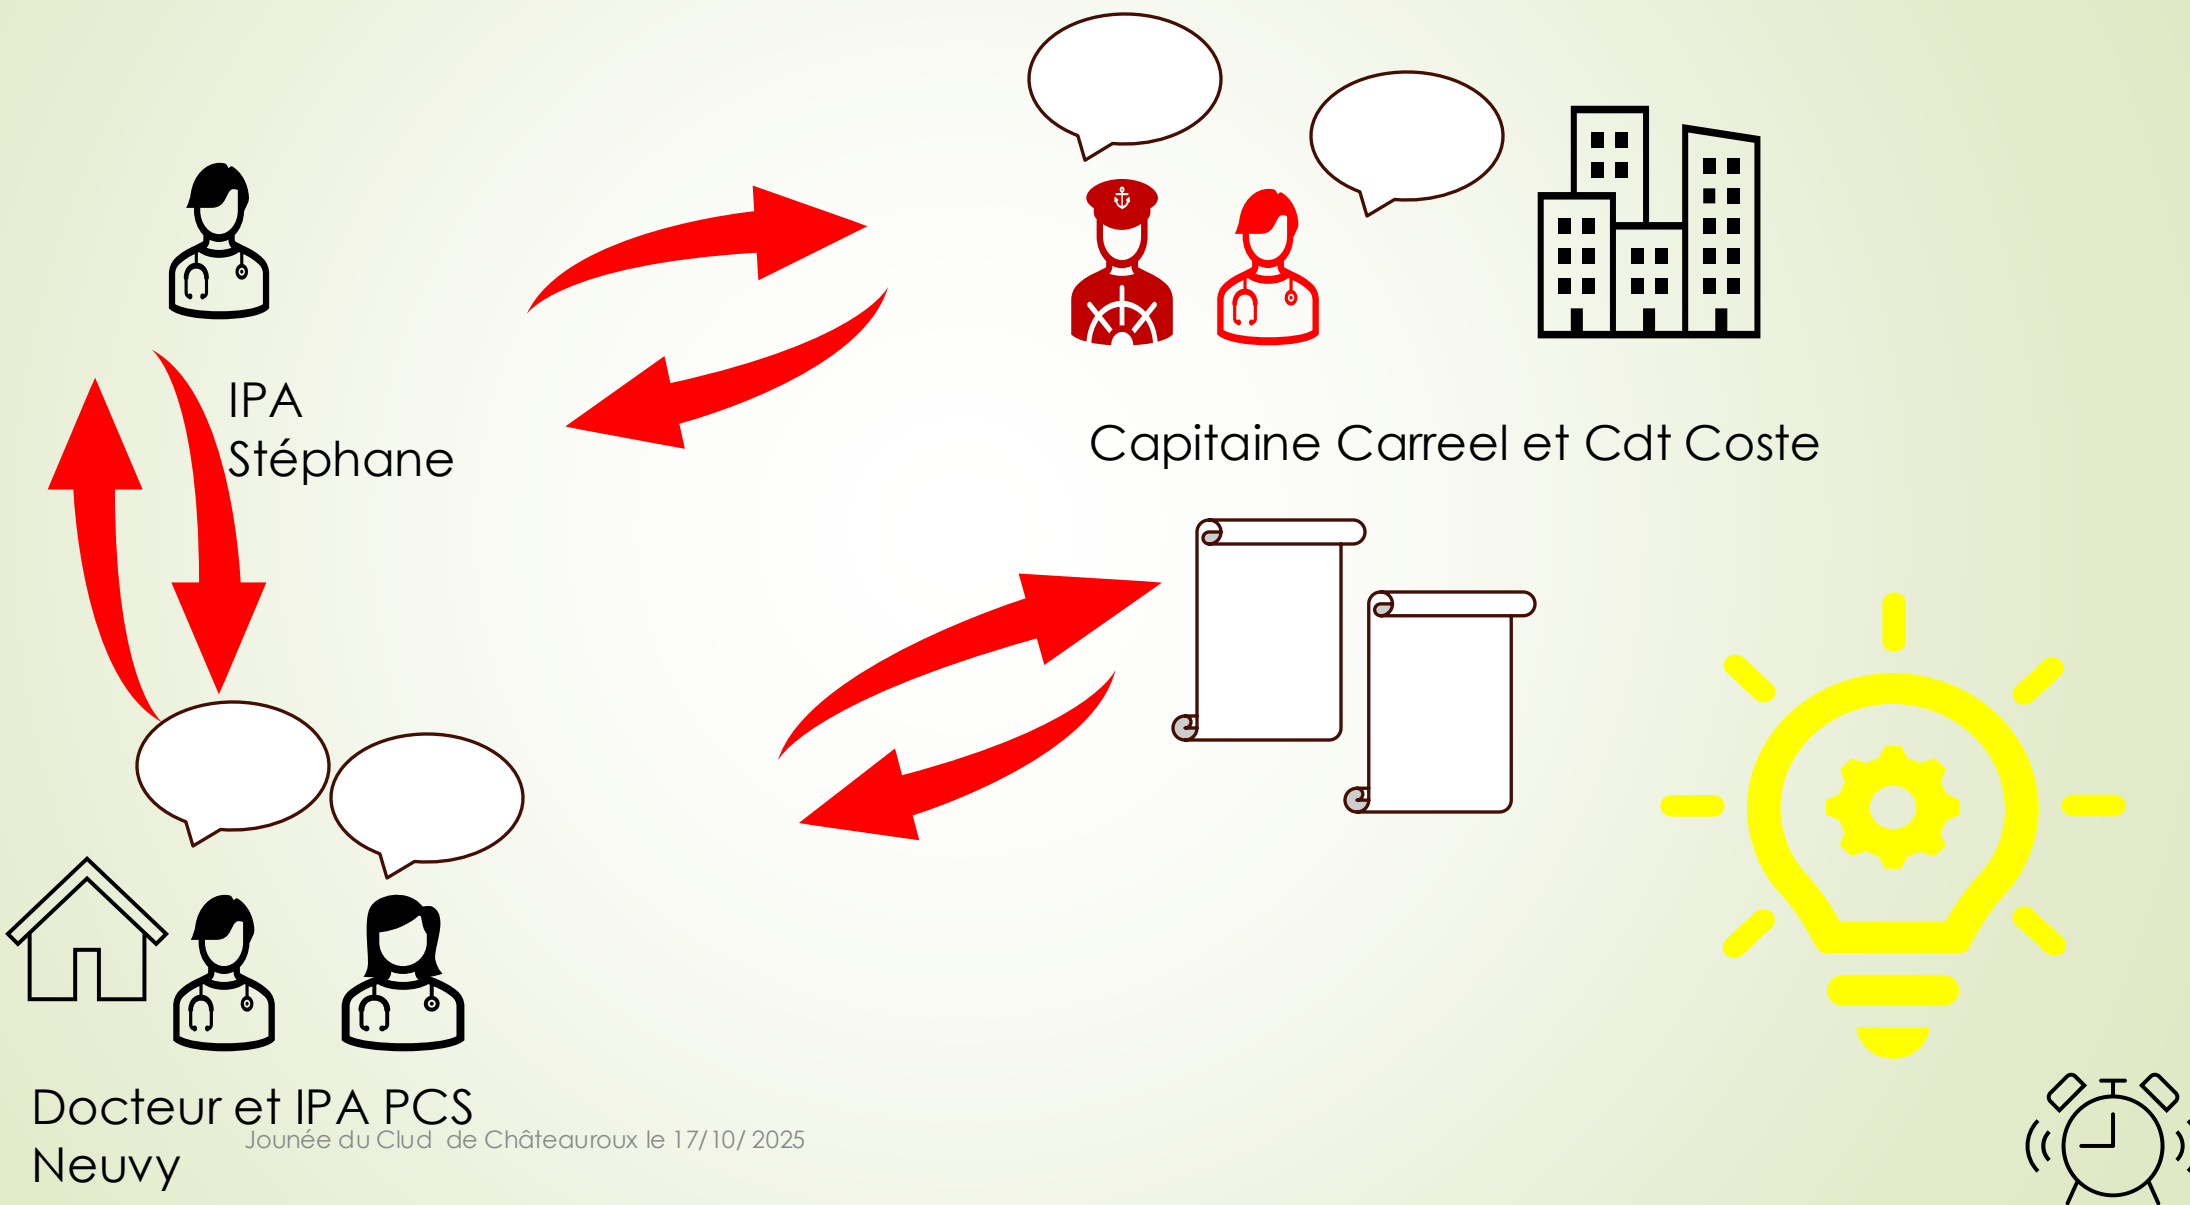 IPA
Stéphane
Capitaine Carreel et Cdt Coste
Docteur et IPA PCS
Neuvy
Jounée du Clud de Châteauroux le 17/10/ 2025